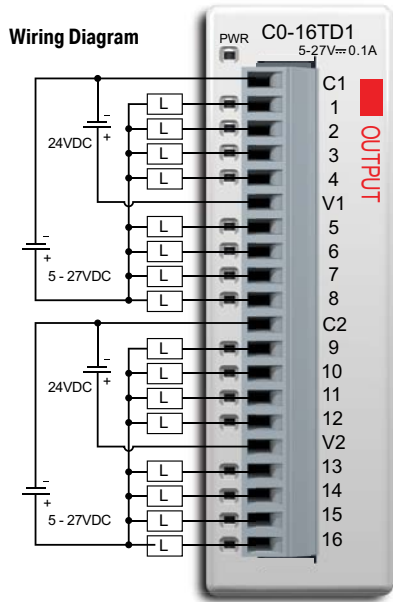 Wiring Diagram
PWR C0-16TD1
5-27V⎓0.1A
OUTPUT
C1
L 1
L 2
24VDC
L 3
L 4
V1
L 5
L 6
5 - 27VDC
L 7
L 8
C2
L 9
L 10
24VDC
L 11
L 12
V2
L 13
L 14
5 - 27VDC
L 15
L 16
− +
− +
− +
− +